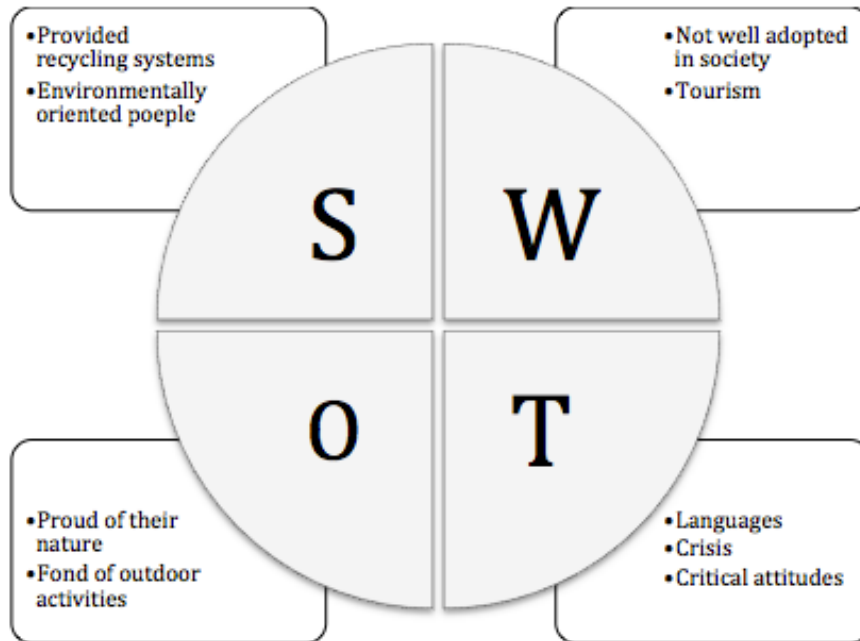 •Provided
recycling systems
•Environmentally
oriented poeple
•Not well adopted
in society
•Tourism
S
W
O
T
•Proud of their
nature
•Fond of outdoor
activities
•Languages
•Crisis
•Critical attitudes